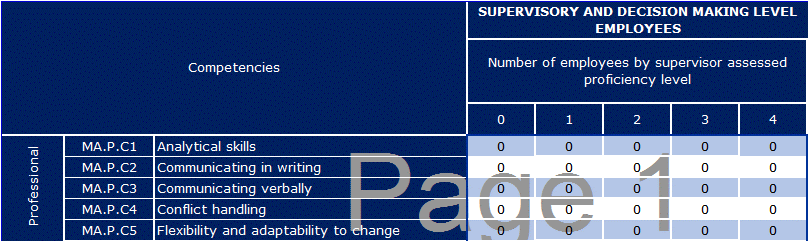 SUPERVISORY AND DECISION MAKING LEVEL
EMPLOYEES
Competencies
Number of employees by supervisor assessed
proficiency level
0 1 2 3 4
Professional
MA.P.C1 Analytical skills 0 0 0 0 0
MA.P.C2 Communicating in writing 0 0 0 0 0
MA.P.C3 Communicating verbally 0 0 0 0 0
MA.P.C4 Conflict handling 0 0 0 0 0
MA.P.C5 Flexibility and adaptability to change 0 0 0 0 0
Page 1